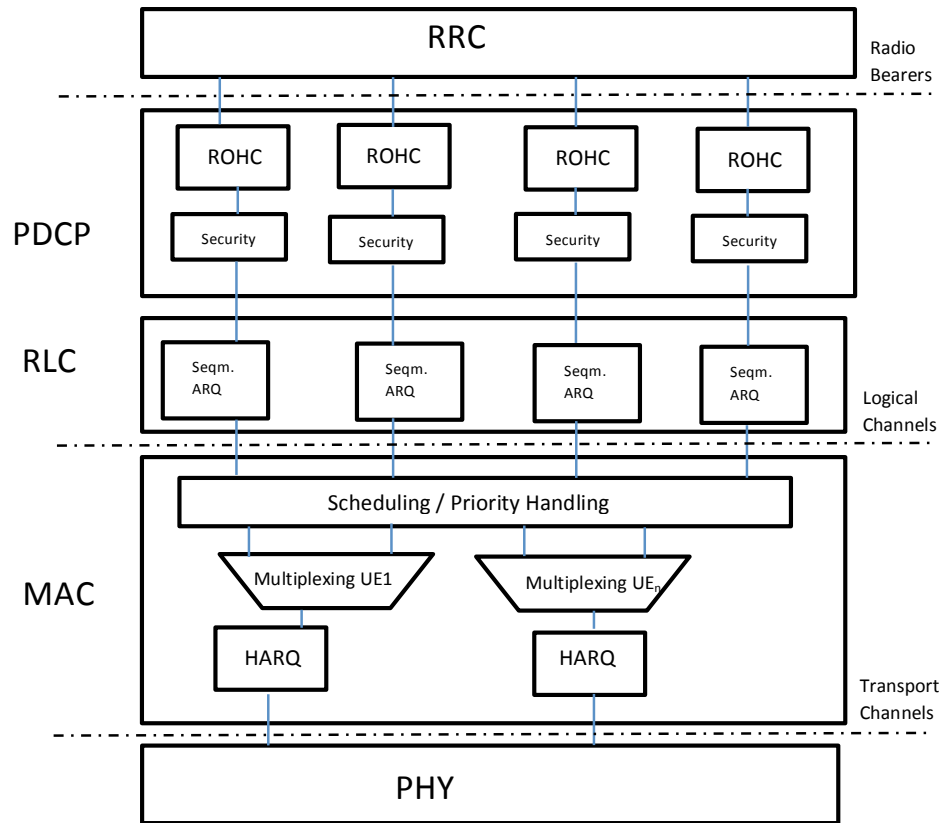 RRC
Radio
Bearers
ROHC
ROHC
ROHC
ROHC
PDCP
Security
Security
Security
Security
RLC
Seqm.
ARQ
Seqm.
ARQ
Seqm.
ARQ
Seqm.
ARQ
Logical
Channels
Scheduling / Priority Handling
Multiplexing UE1
Multiplexing UEn
MAC
HARQ
HARQ
Transport
Channels
PHY